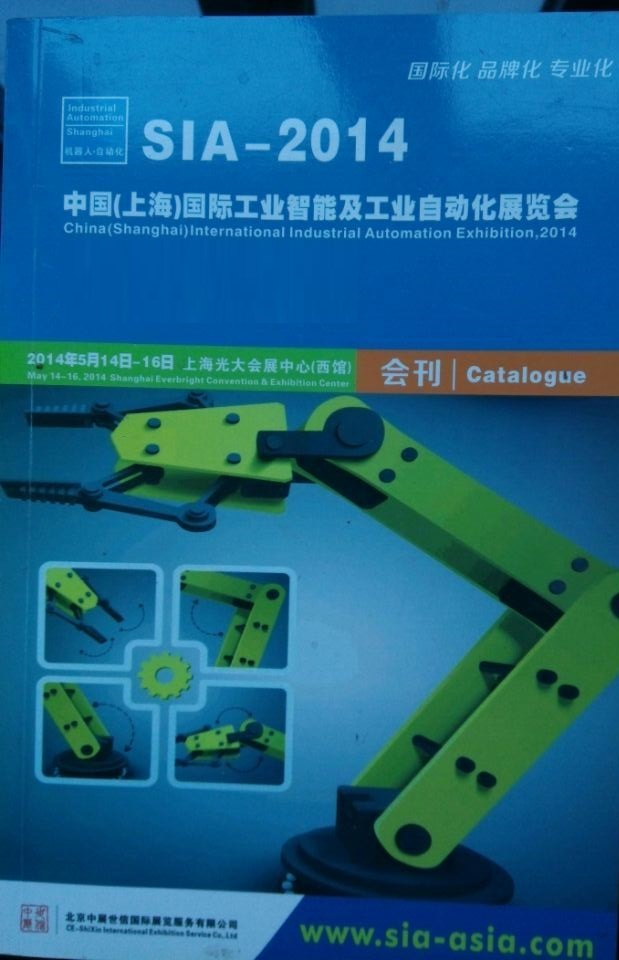 国际化 品牌化 专业化
Industrial
Automation
Shanghai
机器人·自动化
SIA-2014
中国(上海)国际工业智能及工业自动化展览会
China(Shanghai)International Industrial Automation Exhibition,2014
2014年5月14日-16日 上海光大会展中心(西馆)
May 14-16, 2014 Shanghai Everbright Convention & Exhibition Center
会刊 | Catalogue
北京中展世信国际展览服务有限公司
CE-ShiXin International Exhibition Service Co.,Ltd
www.sia-asia.com